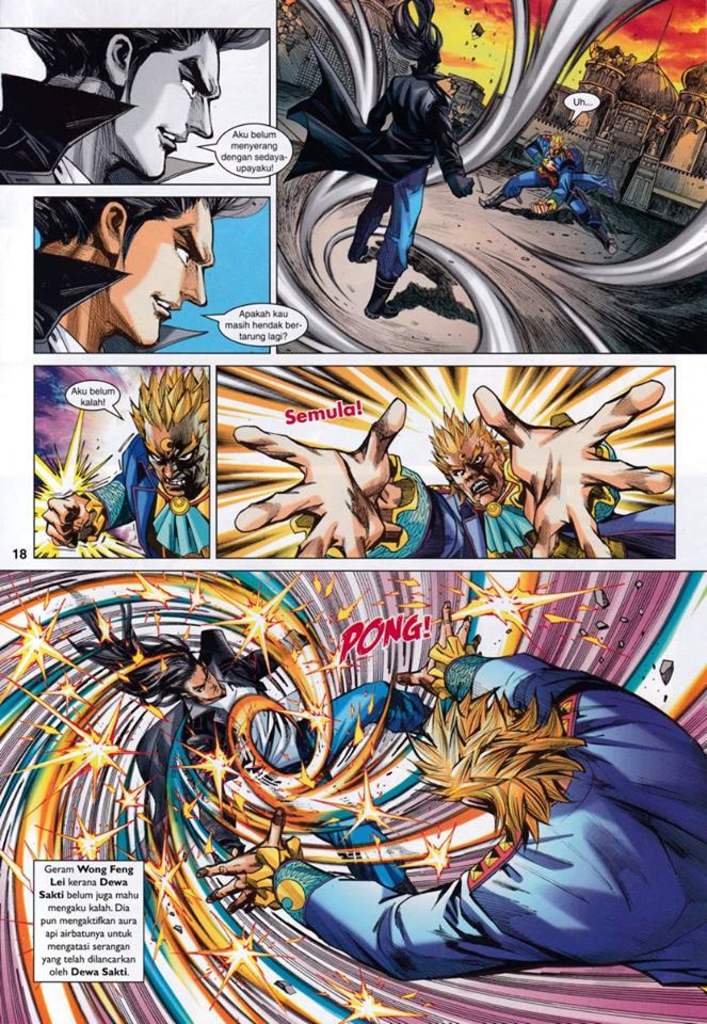 Aku belum
menyerang
dengan sedaya-
upayaku!
Uh...
Apakah kau
masih hendak ber-
tarung lagi?
Aku belum
kalah!
Semula!
18
PONG!
Geram Wong Feng
Lei kerana Dewa
Sakti belum juga mahu
mengaku kalah. Dia
pun mengaktifkan aura
api airbatunya untuk
mengatasi serangan
yang telah dilancarkan
oleh Dewa Sakti.